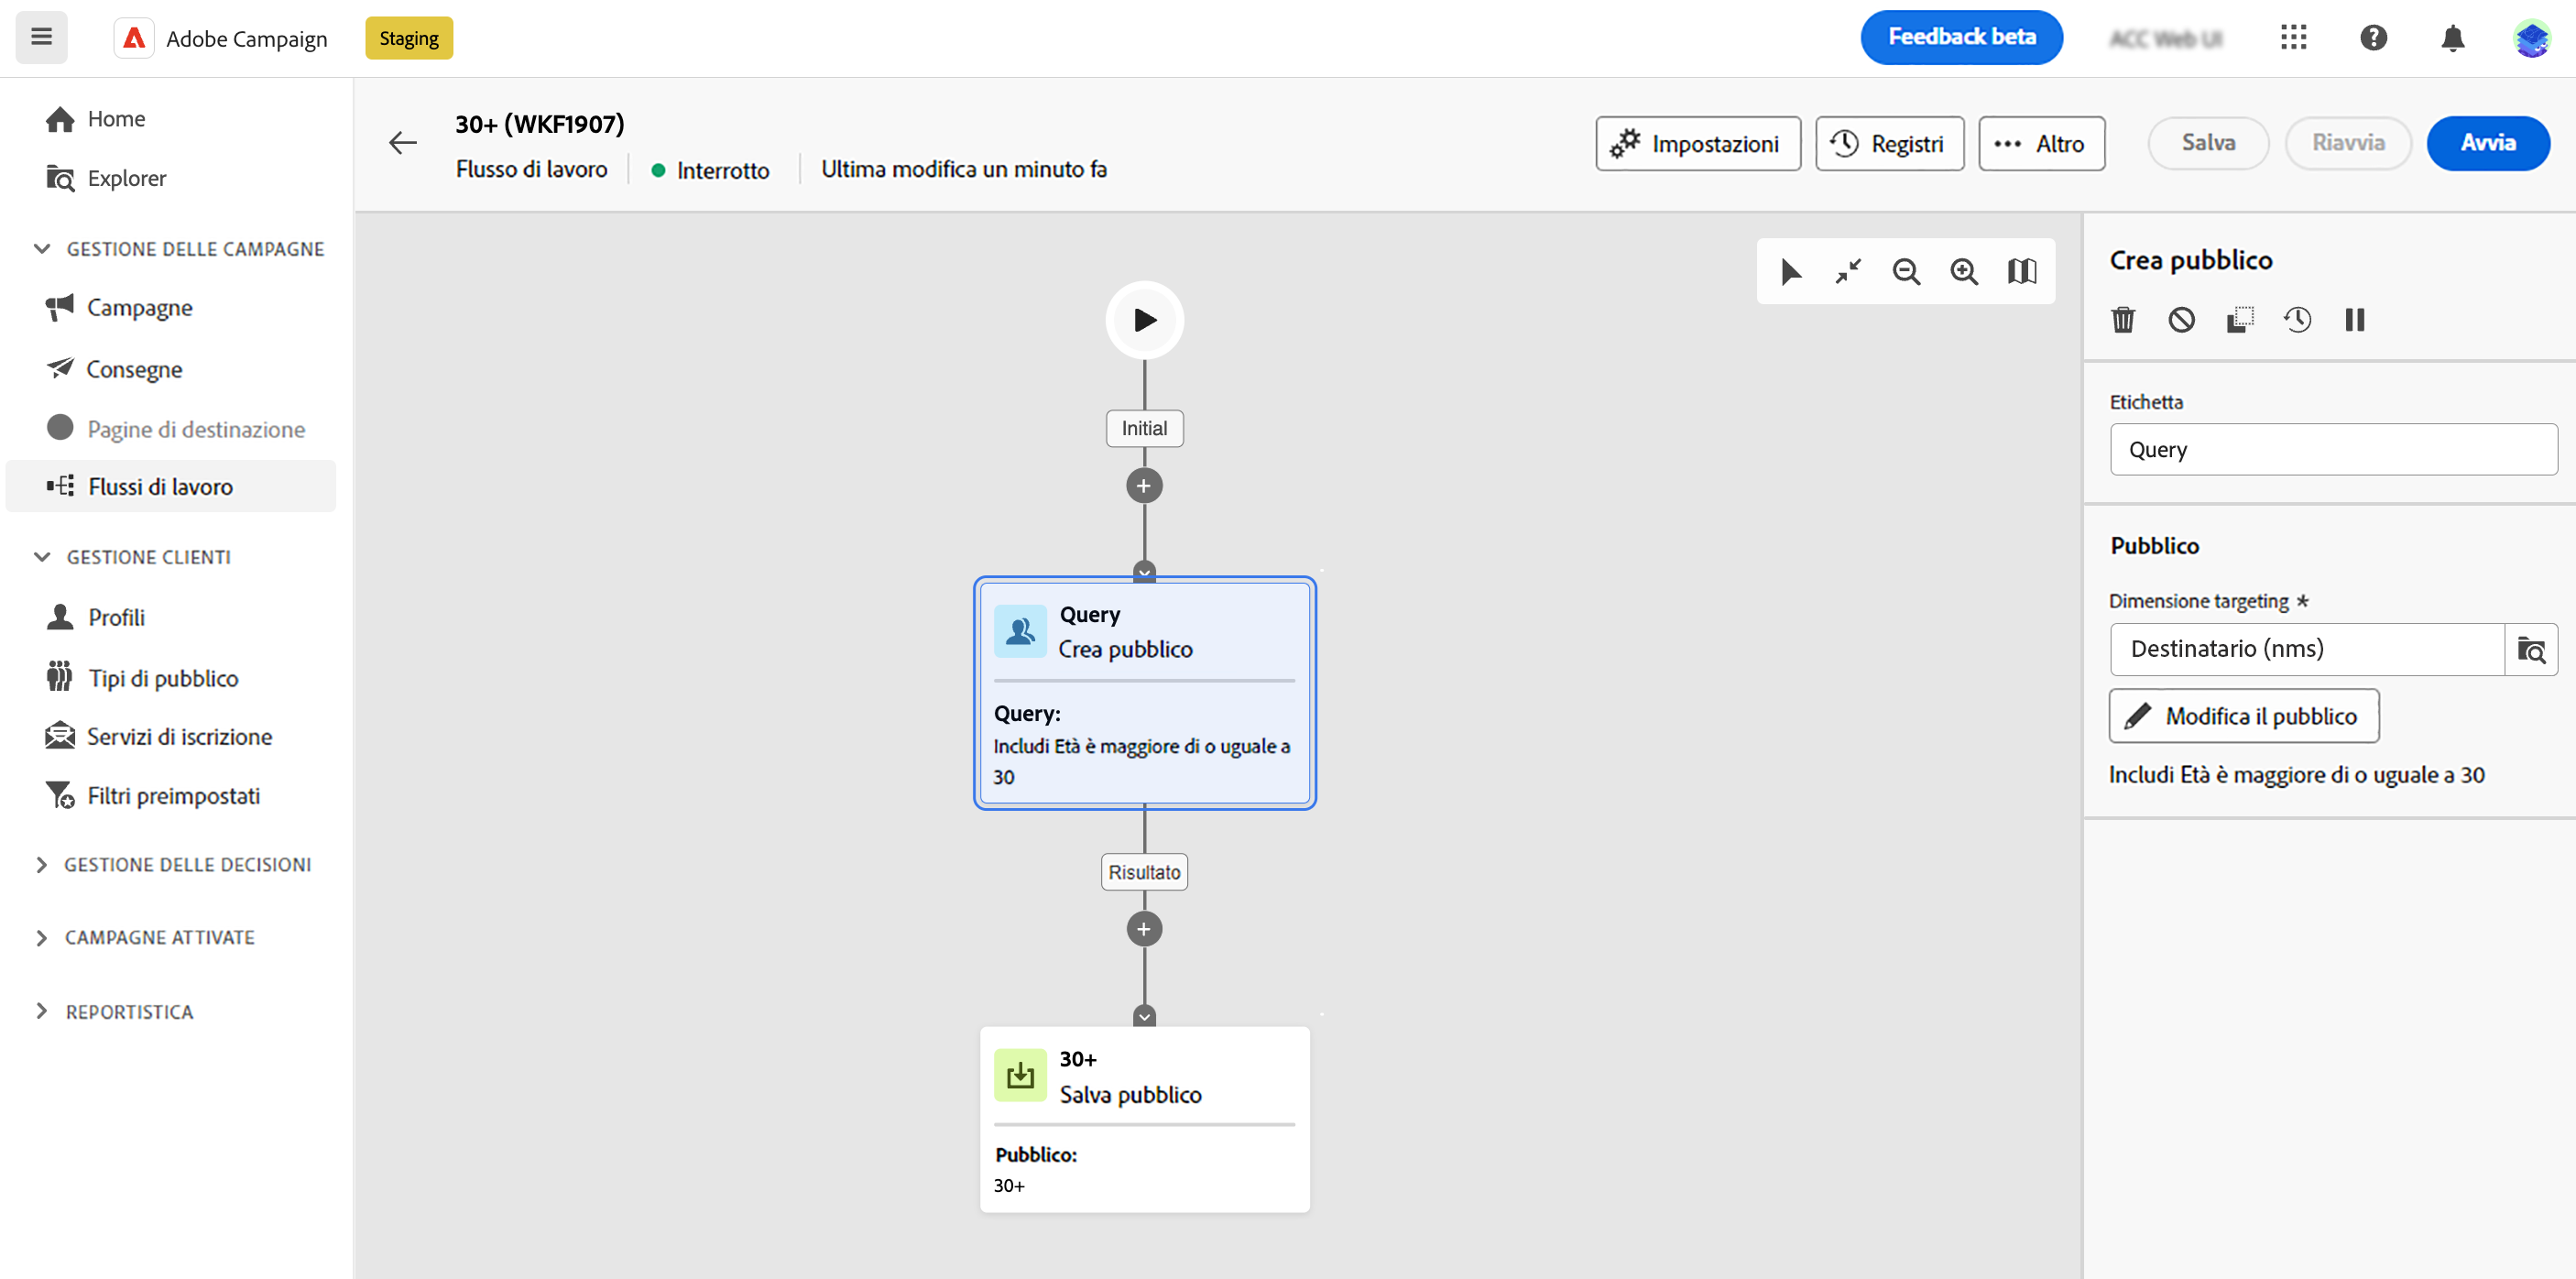 Adobe Campaign
Staging
Feedback beta
ACC Web UI
Home
Explorer
GESTIONE DELLE CAMPAGNE
Campagne
Consegne
Pagine di destinazione
Flussi di lavoro
GESTIONE CLIENTI
Profili
Tipi di pubblico
Servizi di iscrizione
Filtri preimpostati
GESTIONE DELLE DECISIONI
CAMPAGNE ATTIVATE
REPORTISTICA
30+ (WKF1907)
Flusso di lavoro
Interrotto
Ultima modifica un minuto fa
Impostazioni
Registri
Altro
Salva
Riavvia
Avvia
Initial
Query
Crea pubblico
Query:
Includi Età è maggiore di o uguale a
30
Risultato
30+
Salva pubblico
Pubblico:
30+
Crea pubblico
Etichetta
Query
Pubblico
Dimensione targeting *
Destinatario (nms)
Modifica il pubblico
Includi Età è maggiore di o uguale a 30